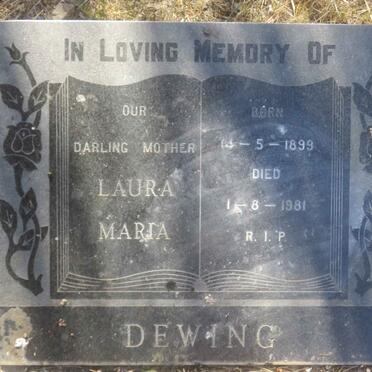 IN LOVING MEMORY OF
OUR
DARLING MOTHER
LAURA
MARIA
BORN
14-5-1899
DIED
1-8-1981
R.I.P.
DEWING